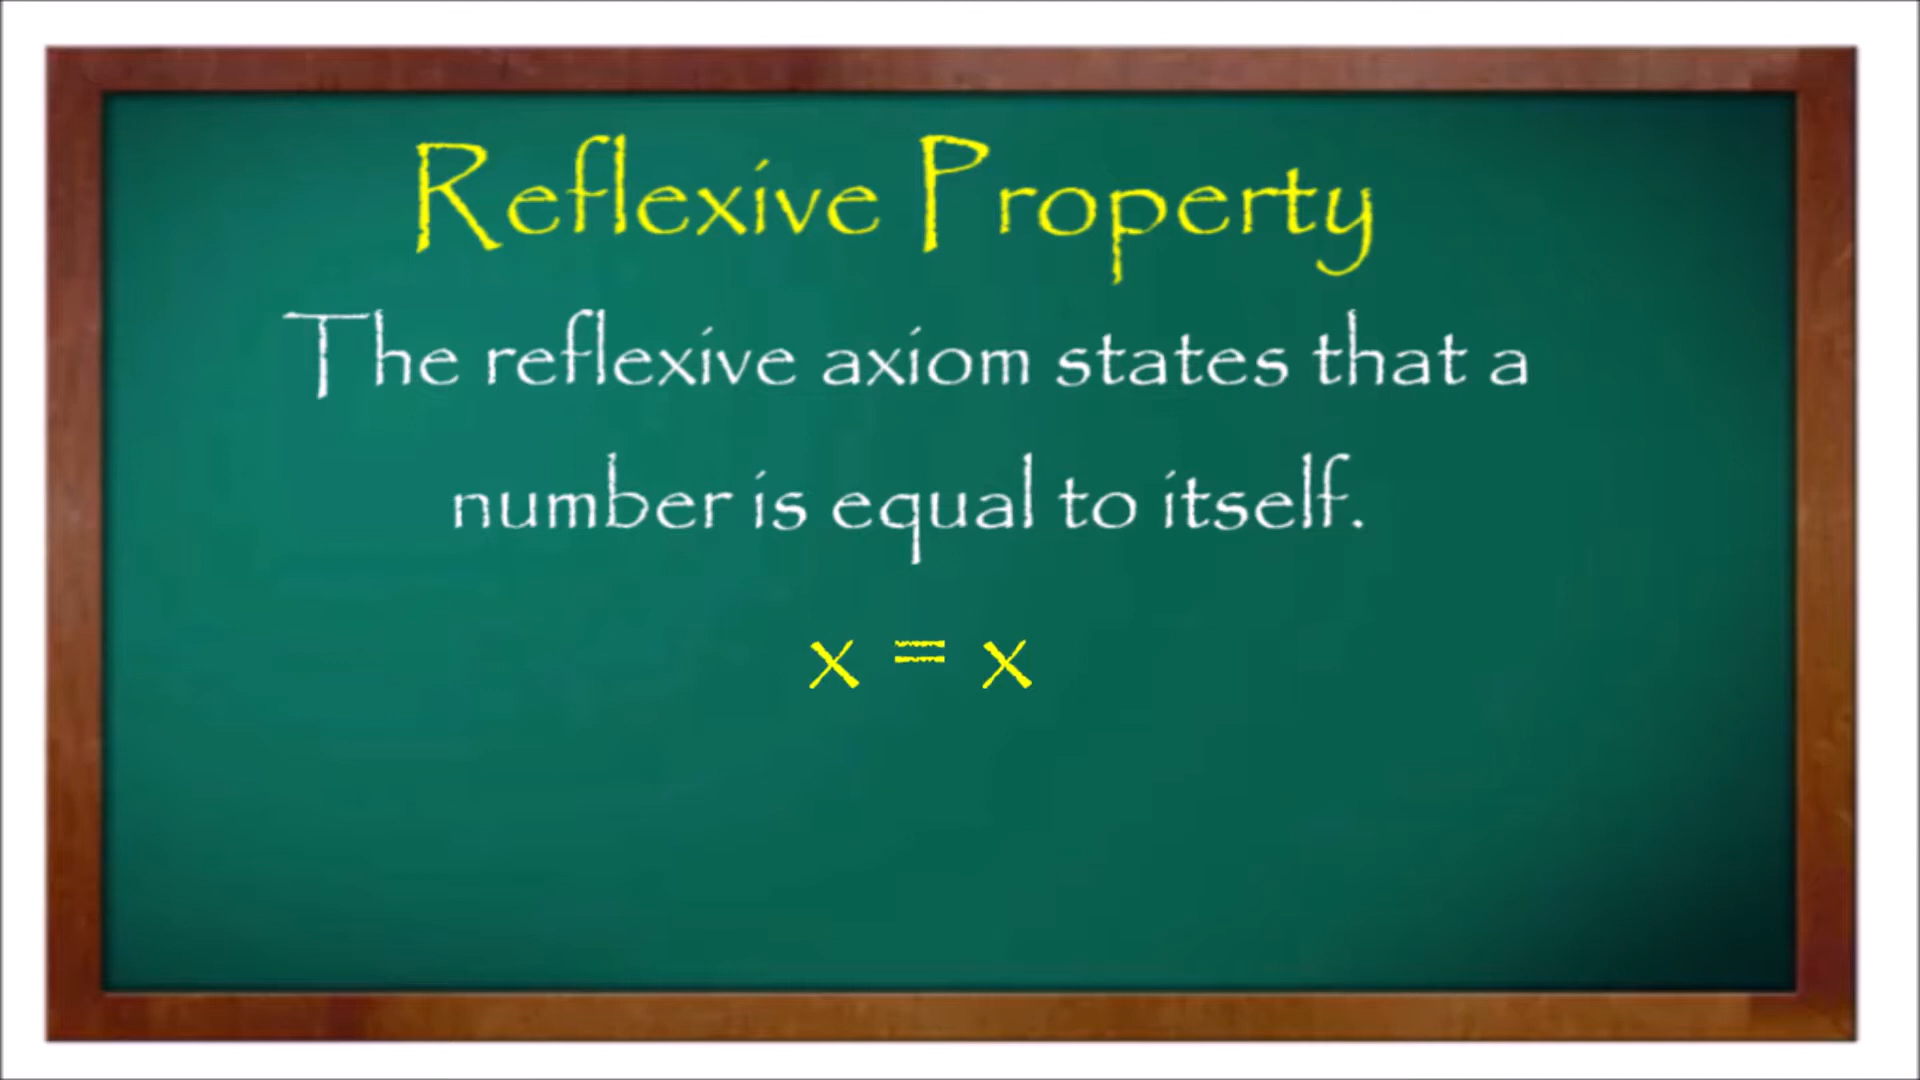 Reflexive Property
The reflexive axiom states that a
number is equal to itself.
x = x